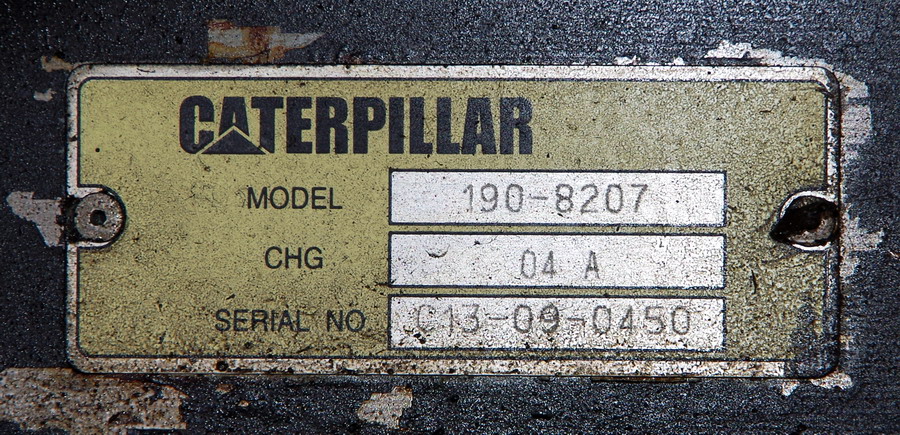 CATERPILLAR
MODEL 190-8207
CHG 04 A
SERIAL NO C13-09-0450